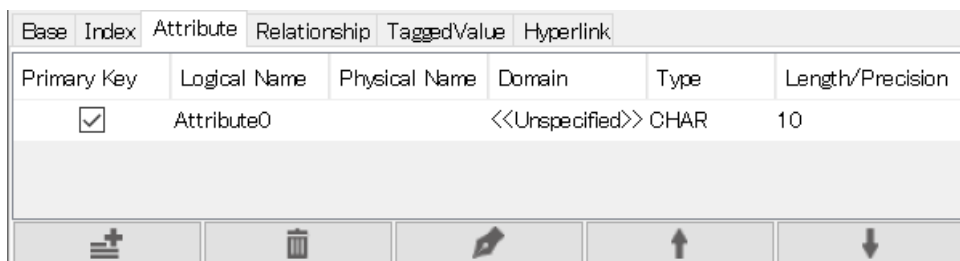 Base Index Attribute Relationship TaggedValue Hyperlink
Primary Key Logical Name Physical Name Domain Type Length/Precision
Attribute0 <<Unspecified>> CHAR 10